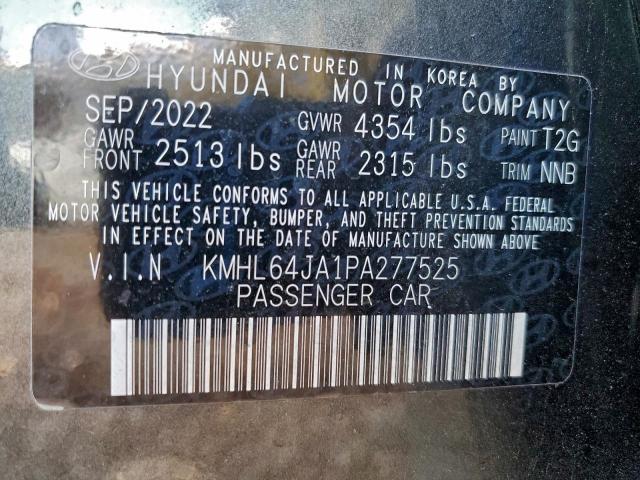 MANUFACTURED IN KOREA BY
HYUNDAI MOTOR COMPANY
SEP/2022 GVWR 4354 lbs PAINT T2G
GAWR FRONT 2513 lbs GAWR REAR 2315 lbs TRIM NNB
THIS VEHICLE CONFORMS TO ALL APPLICABLE U.S.A. FEDERAL
MOTOR VEHICLE SAFETY, BUMPER, AND THEFT PREVENTION STANDARDS
IN EFFECT ON THE DATE OF MANUFACTURE SHOWN ABOVE
V.I.N KMHL64JA1PA277525
PASSENGER CAR